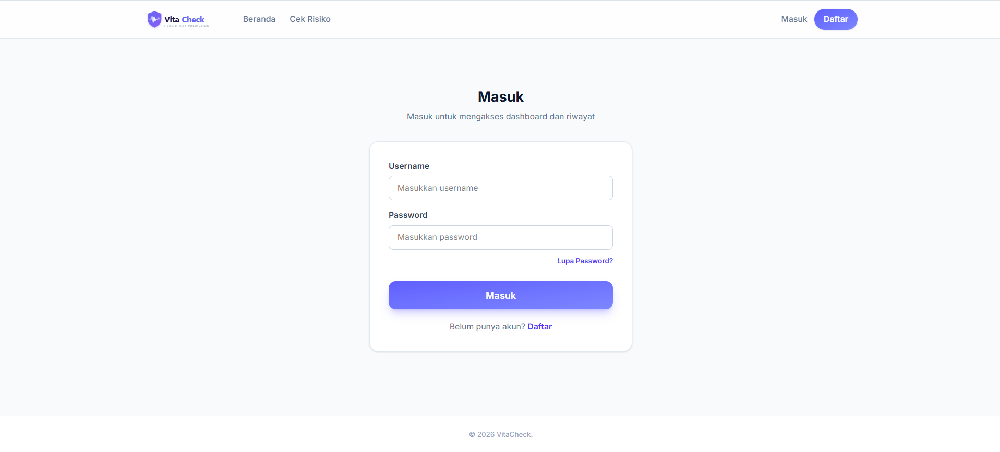 Vita Check
HEALTH RISK PREDICTION
Beranda
Cek Risiko
Masuk
Daftar
Masuk
Masuk untuk mengakses dashboard dan riwayat
Username
Masukkan username
Password
Masukkan password
Lupa Password?
Masuk
Belum punya akun? Daftar
© 2026 VitaCheck.